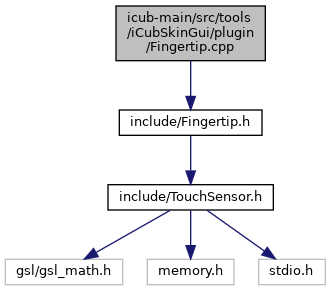 icub-main/src/tools
/iCubSkinGui/plugin
/Fingertip.cpp
include/Fingertip.h
include/TouchSensor.h
gsl/gsl_math.h
memory.h
stdio.h